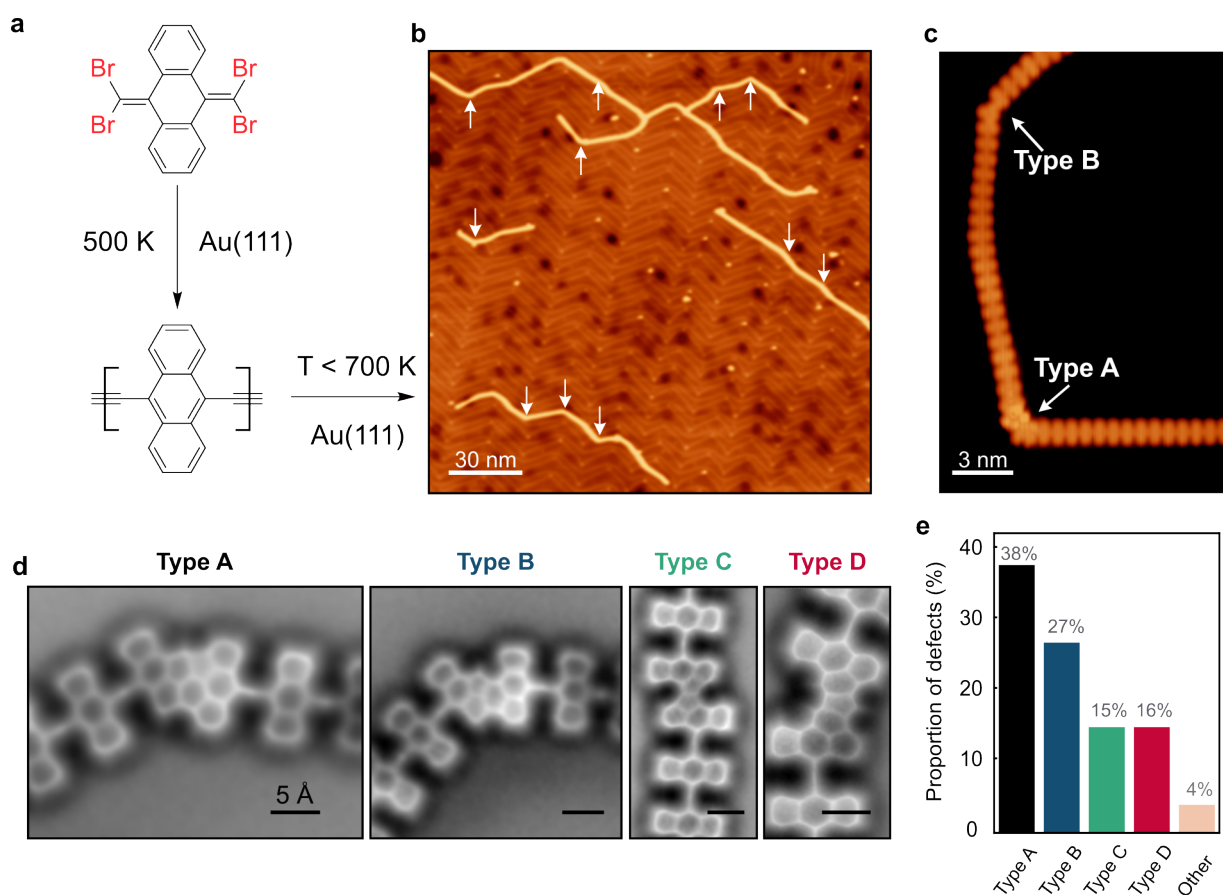 a
Br
Br
Br
Br
500 K
Au(111)
T < 700 K
Au(111)
b
30 nm
c
Type B
Type A
3 nm
d
Type A
Type B
Type C
Type D
5 Å
e
Proportion of defects (%)
40
30
20
10
0
38%
27%
15%
16%
4%
Type A
Type B
Type C
Type D
Other